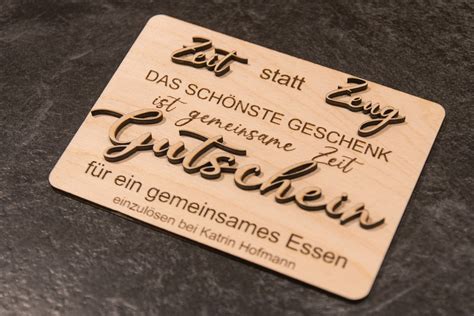 Zeit statt Zeug
DAS SCHÖNSTE GESCHENK
ist gemeinsame Zeit
Gutschein
für ein gemeinsames Essen
einzulösen bei Katrin Hofmann